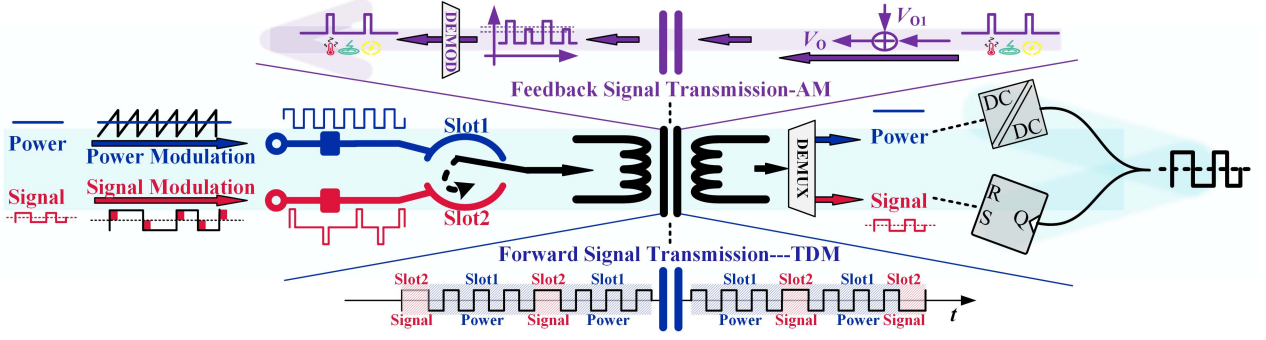 DEMOD
V_O
V_O1
Feedback Signal Transmission-AM
Power
Power Modulation
Slot1
DEMUX
Power
DC
DC
Signal
Signal Modulation
Slot2
Signal
R
S
Q
Forward Signal Transmission---TDM
Slot2 Slot1 Slot2 Slot1 Slot1 Slot2 Slot1 Slot2
Signal Power Signal Power Power Signal Power Signal
t